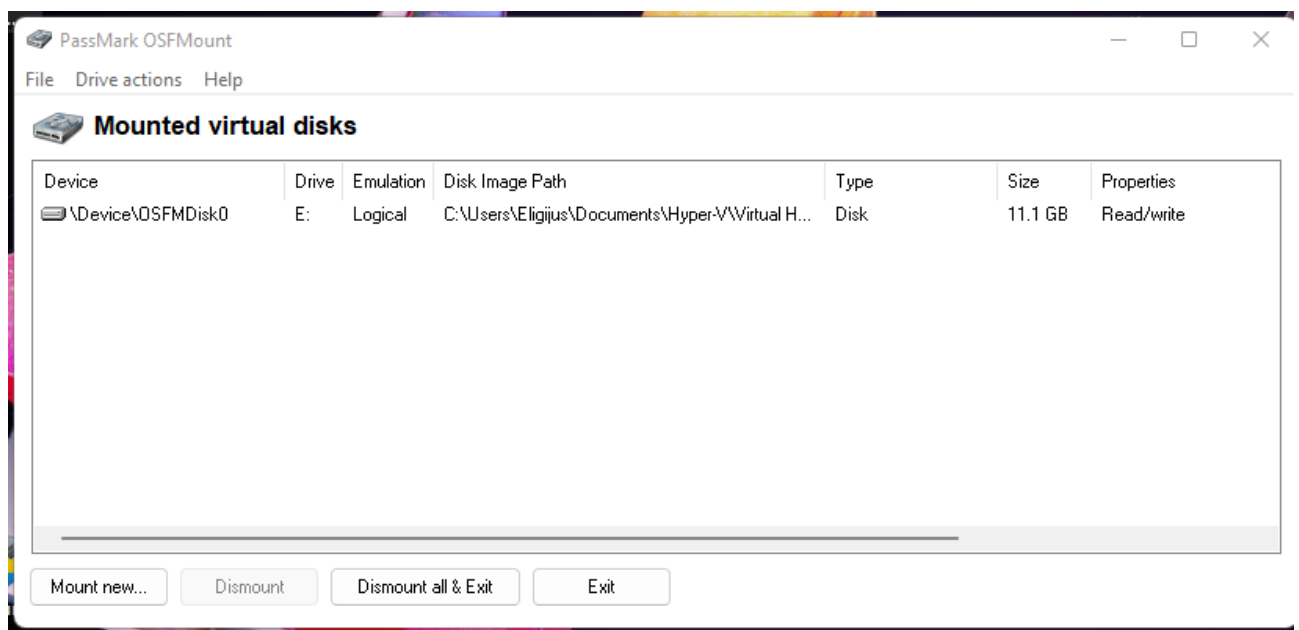 PassMark OSFMount
File Drive actions Help
Mounted virtual disks
Device Drive Emulation Disk Image Path Type Size Properties
\Device\OSFMDisk0 E: Logical C:\Users\Eligijus\Documents\Hyper-V\Virtual H... Disk 11.1 GB Read/write
Mount new... Dismount Dismount all & Exit Exit